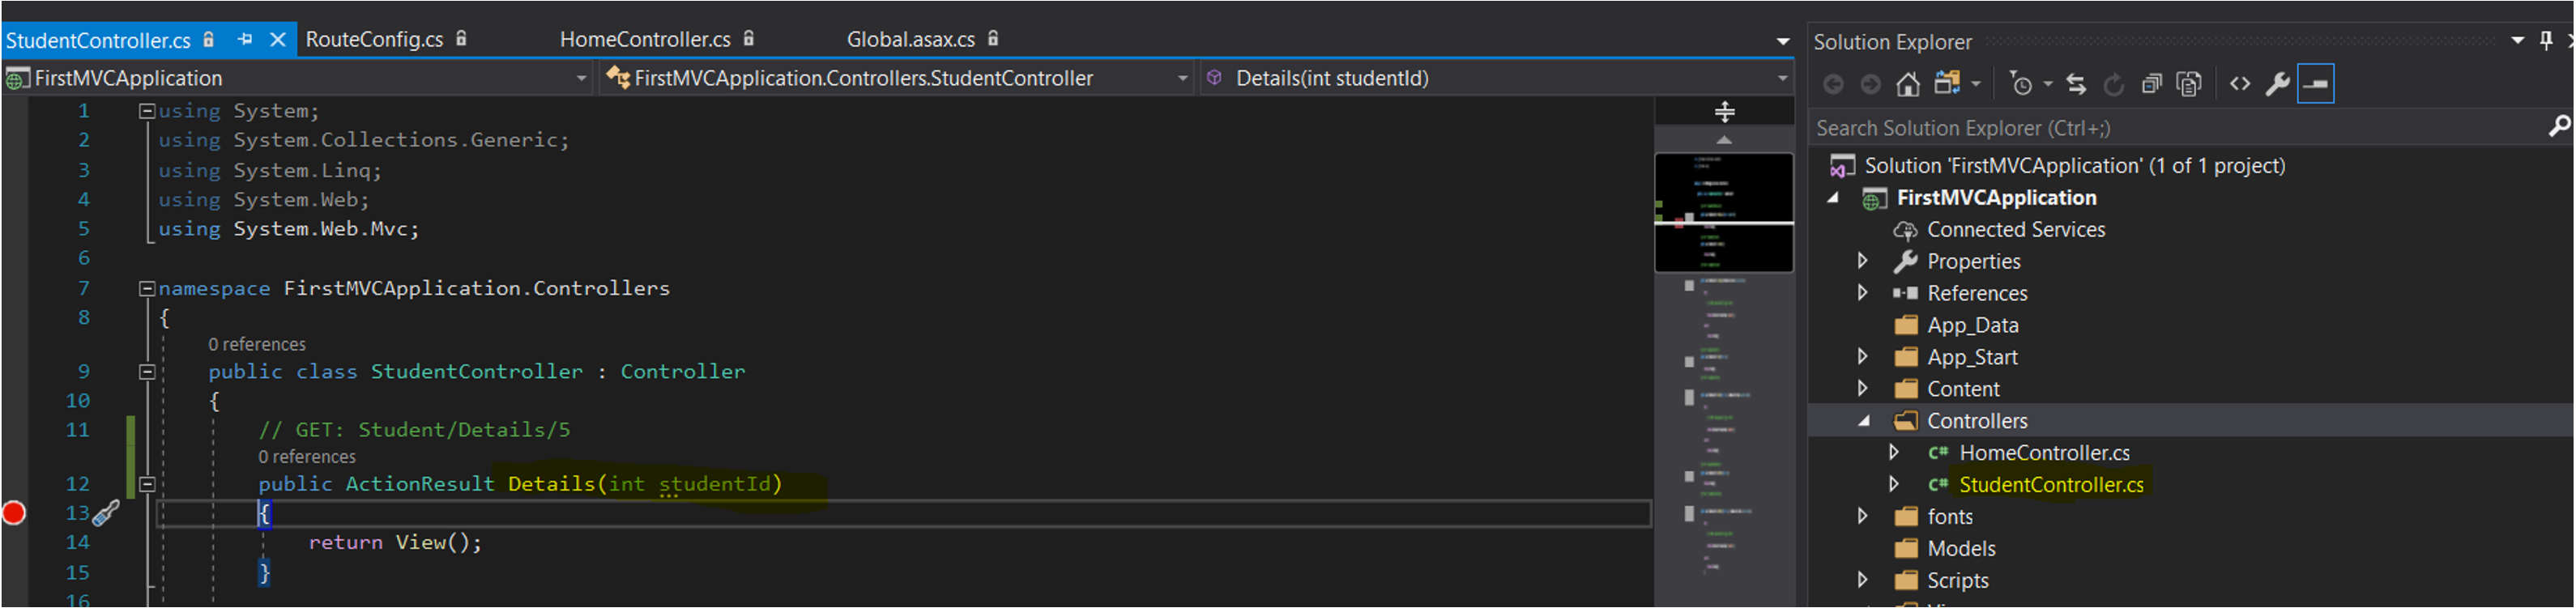 StudentController.cs RouteConfig.cs HomeController.cs Global.asax.cs
FirstMVCApplication FirstMVCApplication.Controllers.StudentController Details(int studentId)
1 using System;
2 using System.Collections.Generic;
3 using System.Linq;
4 using System.Web;
5 using System.Web.Mvc;
6
7 namespace FirstMVCApplication.Controllers
8 {
0 references
9 public class StudentController : Controller
10 {
11 // GET: Student/Details/5
0 references
12 public ActionResult Details(int studentId)
13 {
14 return View();
15 }
16
Solution Explorer
Search Solution Explorer (Ctrl+;)
Solution 'FirstMVCApplication' (1 of 1 project)
FirstMVCApplication
Connected Services
Properties
References
App_Data
App_Start
Content
Controllers
C# HomeController.cs
C# StudentController.cs
fonts
Models
Scripts